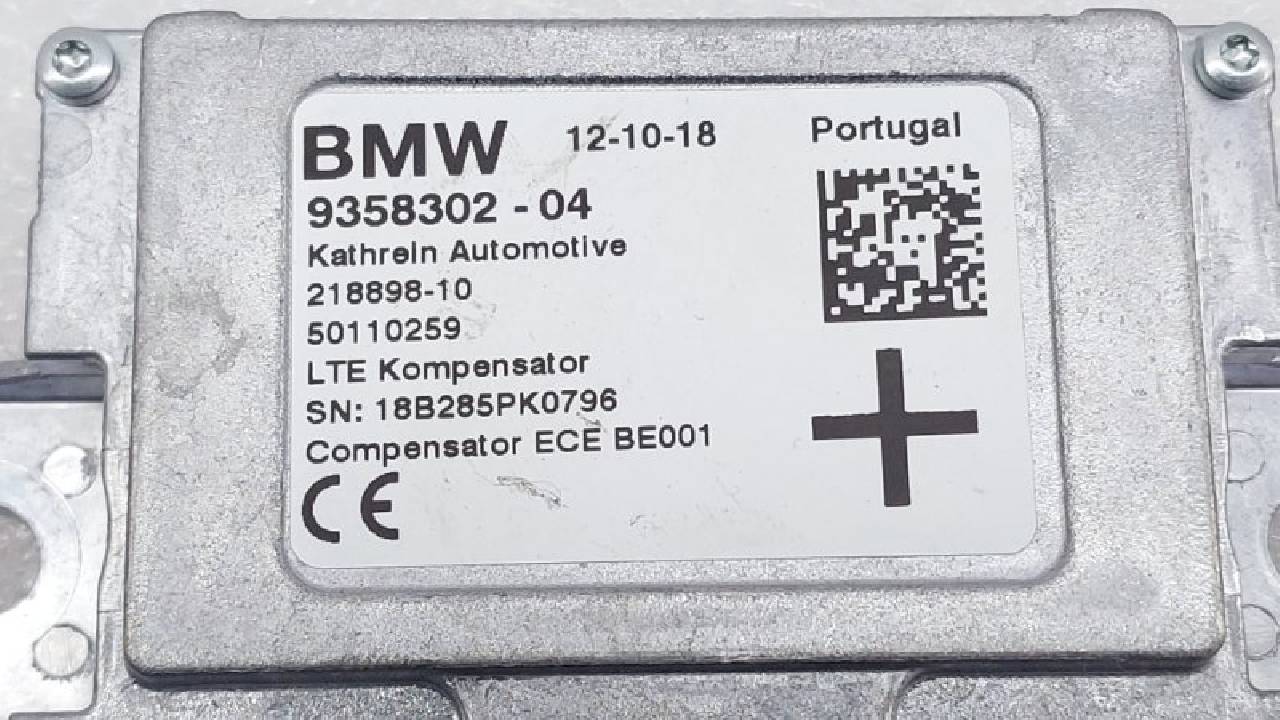 BMW 12-10-18 Portugal
9358302 - 04
Kathrein Automotive
218898-10
50110259
LTE Kompensator
SN: 18B285PK0796
Compensator ECE BE001
CE